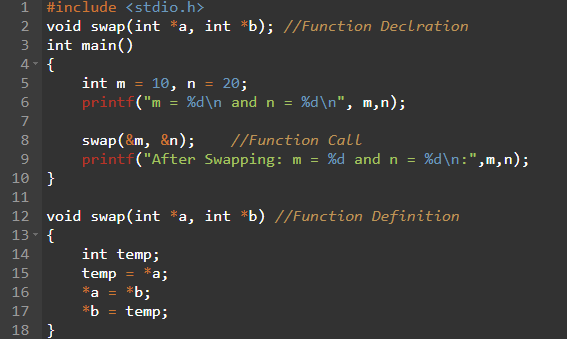 1 #include <stdio.h>
2 void swap(int *a, int *b); //Function Declration
3 int main()
4 {
5     int m = 10, n = 20;
6     printf("m = %d\n and n = %d\n", m,n);
7
8     swap(&m, &n);    //Function Call
9     printf("After Swapping: m = %d and n = %d\n:",m,n);
10 }
11
12 void swap(int *a, int *b) //Function Definition
13 {
14     int temp;
15     temp = *a;
16     *a = *b;
17     *b = temp;
18 }